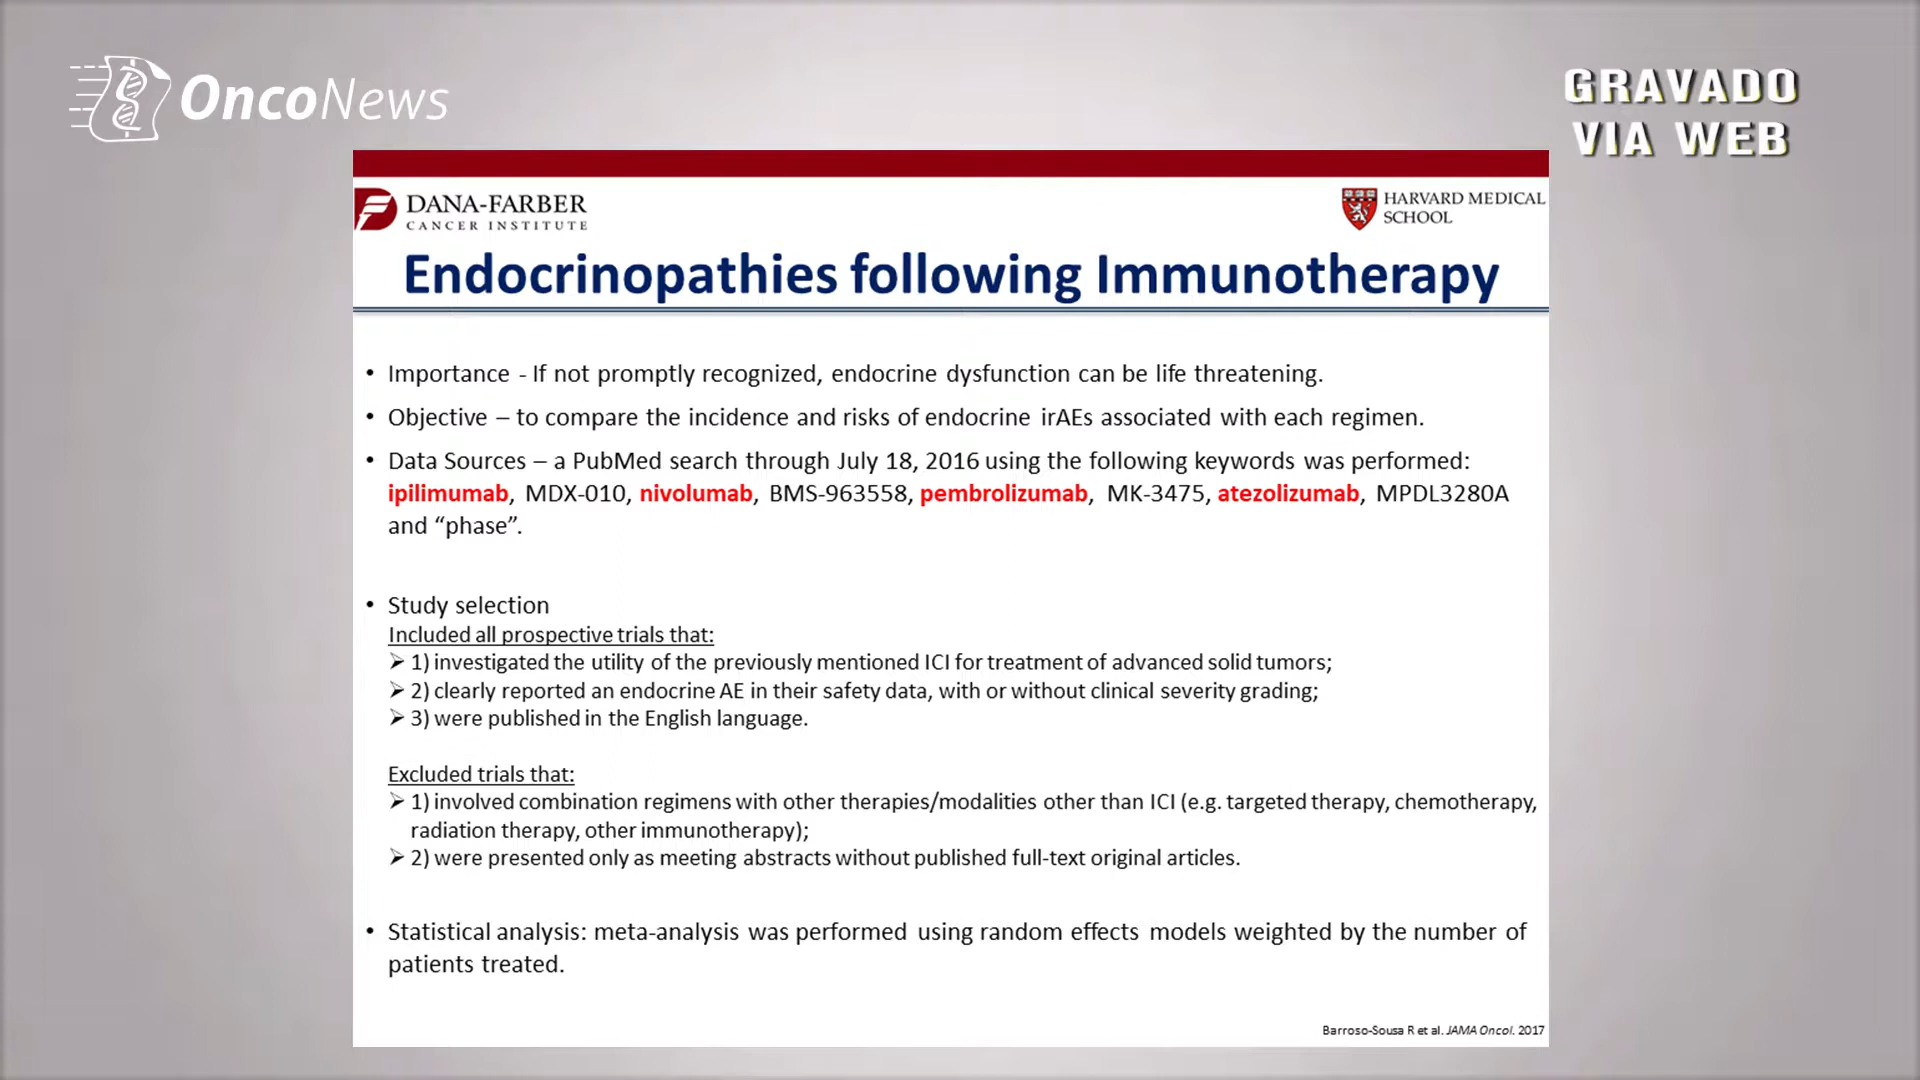 OncoNews
GRAVADO
VIA WEB
DANA-FARBER
CANCER INSTITUTE
HARVARD MEDICAL
SCHOOL
Endocrinopathies following Immunotherapy
• Importance - If not promptly recognized, endocrine dysfunction can be life threatening.
• Objective – to compare the incidence and risks of endocrine irAEs associated with each regimen.
• Data Sources – a PubMed search through July 18, 2016 using the following keywords was performed:
ipilimumab, MDX-010, nivolumab, BMS-963558, pembrolizumab, MK-3475, atezolizumab, MPDL3280A
and “phase”.
• Study selection
Included all prospective trials that:
➢ 1) investigated the utility of the previously mentioned ICI for treatment of advanced solid tumors;
➢ 2) clearly reported an endocrine AE in their safety data, with or without clinical severity grading;
➢ 3) were published in the English language.
Excluded trials that:
➢ 1) involved combination regimens with other therapies/modalities other than ICI (e.g. targeted therapy, chemotherapy,
radiation therapy, other immunotherapy);
➢ 2) were presented only as meeting abstracts without published full-text original articles.
• Statistical analysis: meta-analysis was performed using random effects models weighted by the number of
patients treated.
Barroso-Sousa R et al. JAMA Oncol. 2017